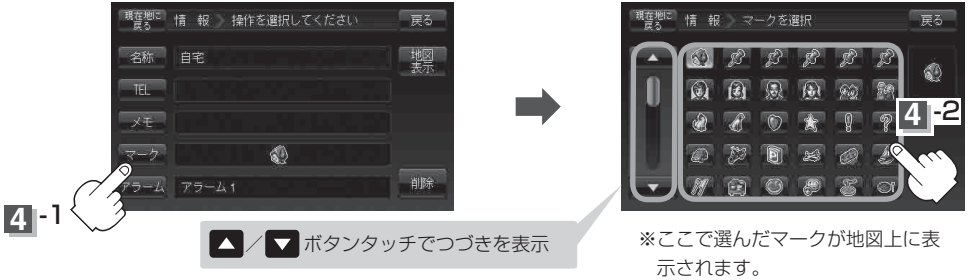 現在地に戻る 情 報 操作を選択してください 戻る
名称 自宅 地図表示
TEL
メモ
マーク
アラーム アラーム1 削除
4-1
▲／▼ボタンタッチでつづきを表示
現在地に戻る 情 報 マークを選択 戻る
▲
▼
4-2
※ここで選んだマークが地図上に表
示されます。